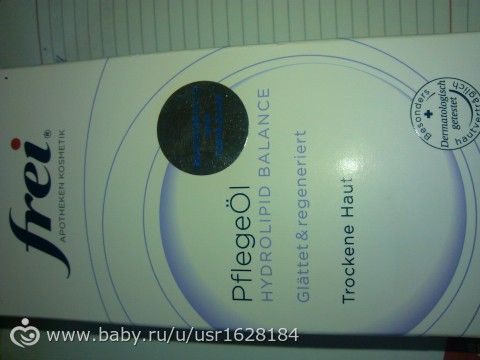 frei®
APOTHEKEN KOSMETIK
PflegeÖl
HYDROLIPID BALANCE
Glättet & regeneriert
Trockene Haut
Besonders
hautverträglich
Dermatologisch
getestet
www.baby.ru/u/usr1628184